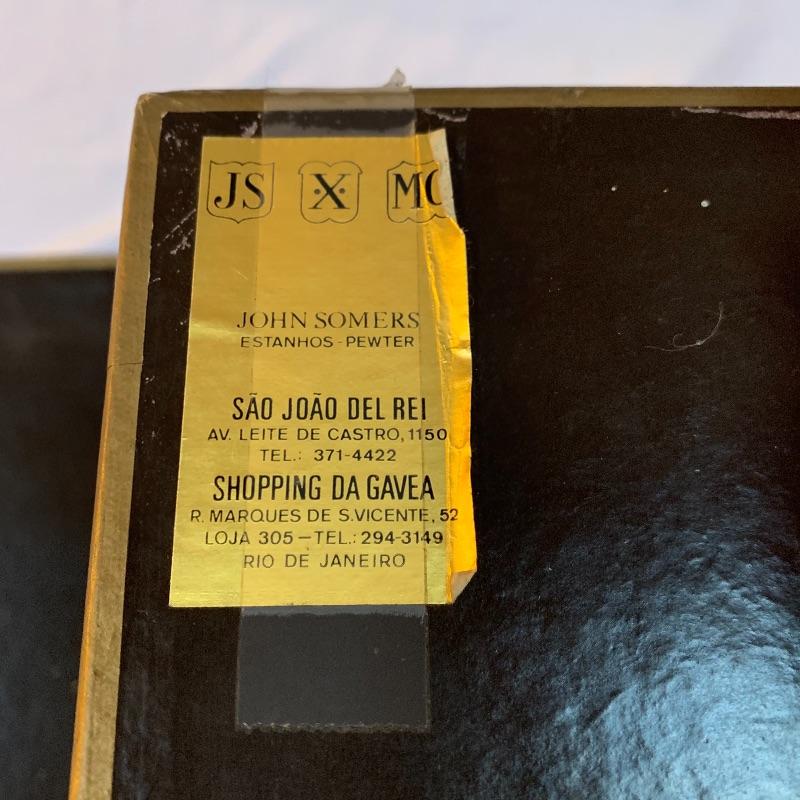 JS X MC
JOHN SOMERS
ESTANHOS - PEWTER
SÃO JOÃO DEL REI
AV. LEITE DE CASTRO, 1150
TEL.: 371-4422
SHOPPING DA GAVEA
R. MARQUES DE S. VICENTE, 52
LOJA 305 – TEL.: 294-3149
RIO DE JANEIRO